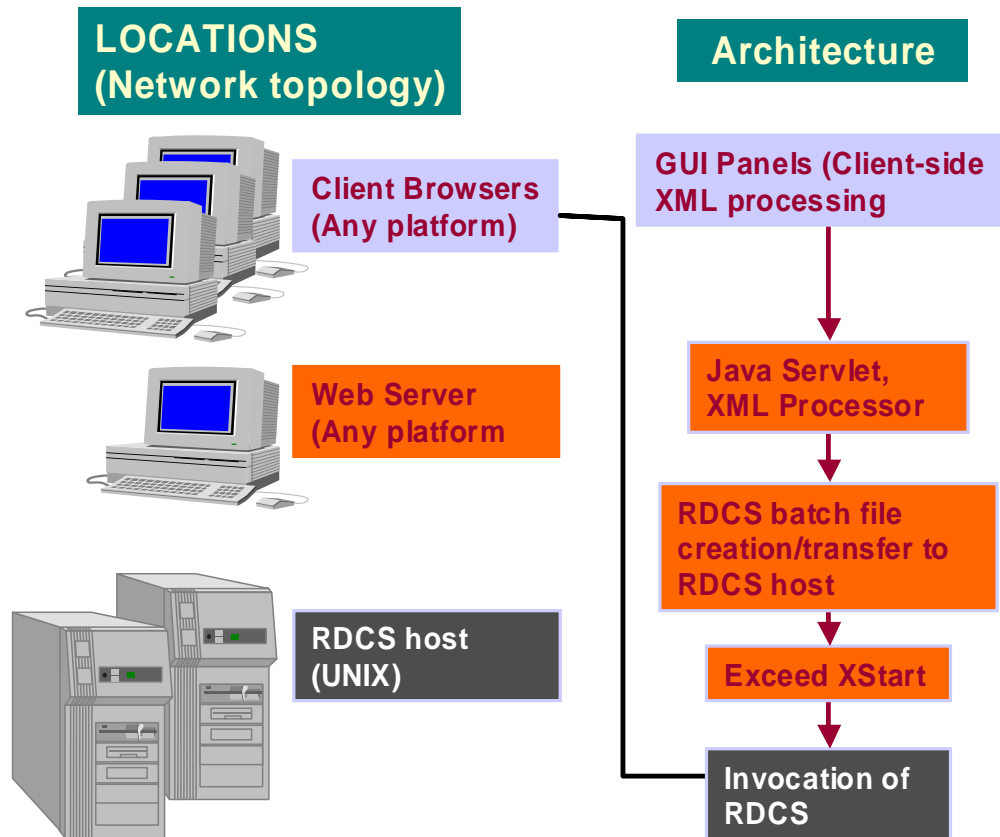 LOCATIONS
(Network topology)
Architecture
Client Browsers
(Any platform)
GUI Panels (Client-side
XML processing
Web Server
(Any platform
Java Servlet,
XML Processor
RDCS batch file
creation/transfer to
RDCS host
RDCS host
(UNIX)
Exceed XStart
Invocation of
RDCS